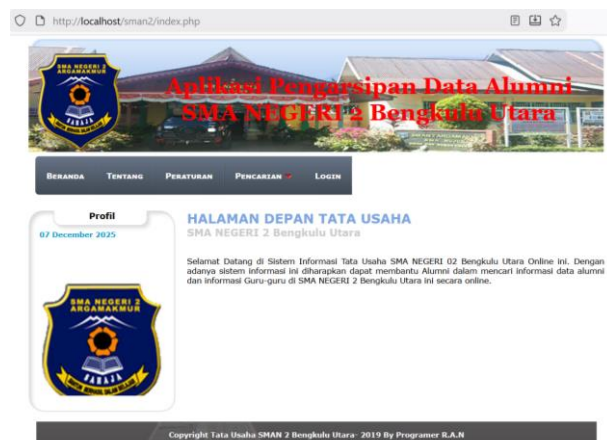 http://localhost/sman2/index.php
SMA NEGERI 2
ARGAMAKMUR
RAHAJA
Aplikasi Pengarsipan Data Alumni
SMA NEGERI 2 Bengkulu Utara
BERANDA TENTANG PERATURAN PENCARIAN LOGIN
Profil
07 December 2025
SMA NEGERI 2
ARGAMAKMUR
RAHAJA
HALAMAN DEPAN TATA USAHA
SMA NEGERI 2 Bengkulu Utara
Selamat Datang di Sistem Informasi Tata Usaha SMA NEGERI 02 Bengkulu Utara Online ini. Dengan
adanya sistem informasi ini diharapkan dapat membantu Alumni dalam mencari informasi data alumni
dan informasi Guru-guru di SMA NEGERI 2 Bengkulu Utara ini secara online.
Copyright Tata Usaha SMAN 2 Bengkulu Utara- 2019 By Programer R.A.N